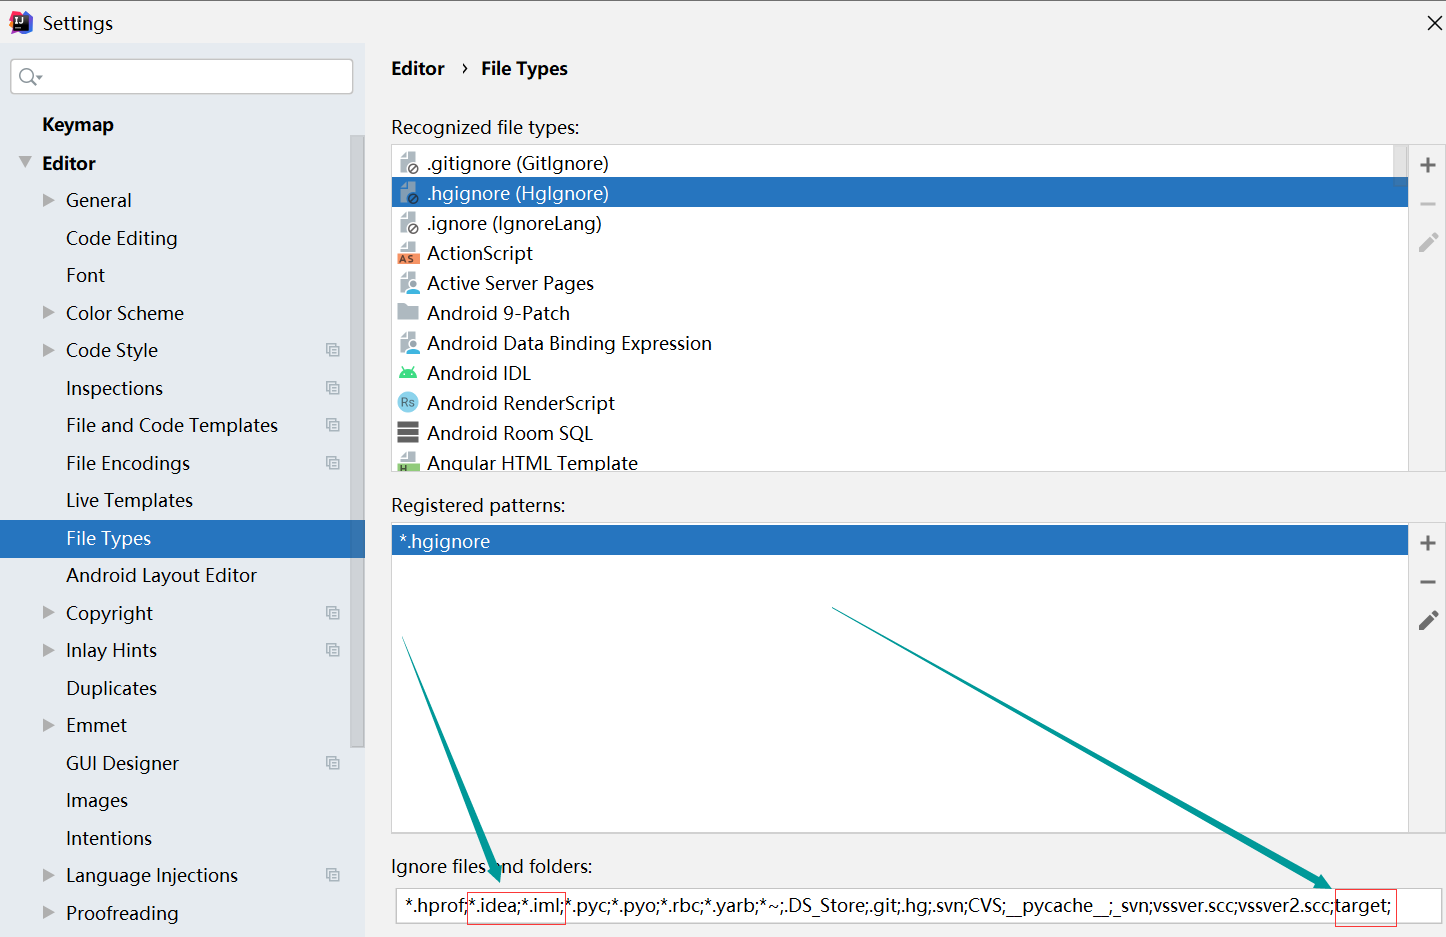 Settings
Keymap
Editor
General
Code Editing
Font
Color Scheme
Code Style
Inspections
File and Code Templates
File Encodings
Live Templates
File Types
Android Layout Editor
Copyright
Inlay Hints
Duplicates
Emmet
GUI Designer
Images
Intentions
Language Injections
Proofreading
Editor › File Types
Recognized file types:
.gitignore (GitIgnore)
.hgignore (HgIgnore)
.ignore (IgnoreLang)
AS ActionScript
Active Server Pages
Android 9-Patch
Android Data Binding Expression
Android IDL
Rs Android RenderScript
Android Room SQL
H Angular HTML Template
Registered patterns:
*.hgignore
Ignore files and folders:
*.hprof;*.idea;*.iml;*.pyc;*.pyo;*.rbc;*.yarb;*~;.DS_Store;.git;.hg;.svn;CVS;__pycache__;_svn;vssver.scc;vssver2.scc;target;